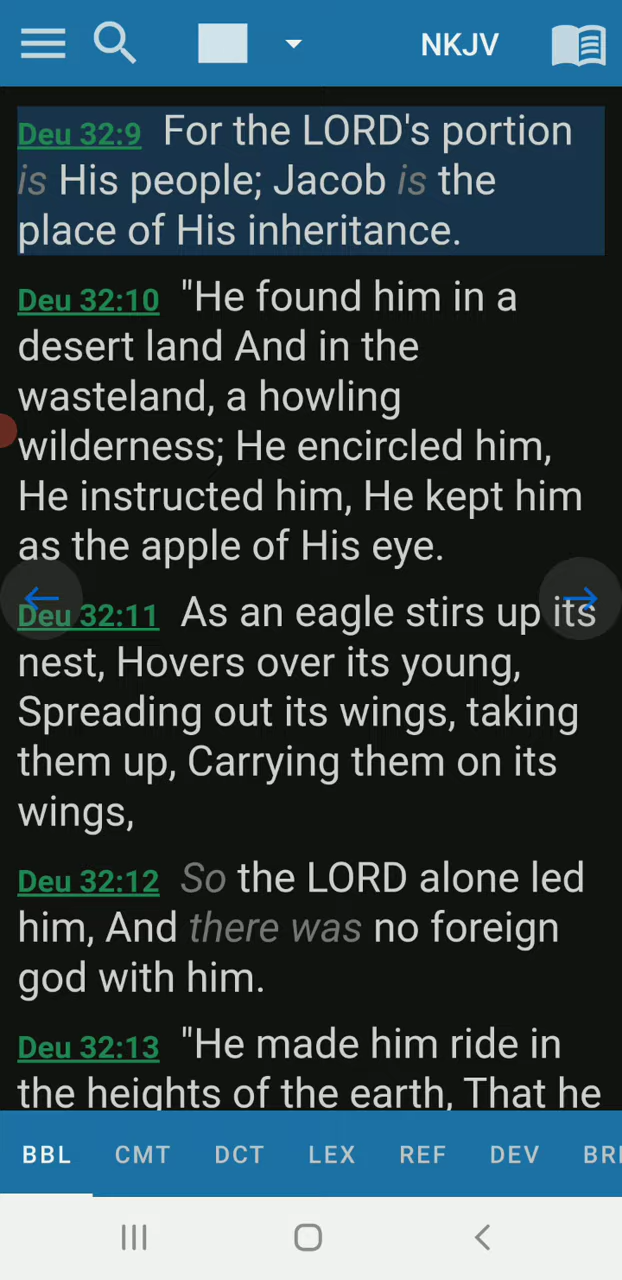 NKJV
Deu 32:9 For the LORD's portion
is His people; Jacob is the
place of His inheritance.
Deu 32:10 "He found him in a
desert land And in the
wasteland, a howling
wilderness; He encircled him,
He instructed him, He kept him
as the apple of His eye.
Deu 32:11 As an eagle stirs up its
nest, Hovers over its young,
Spreading out its wings, taking
them up, Carrying them on its
wings,
Deu 32:12 So the LORD alone led
him, And there was no foreign
god with him.
Deu 32:13 "He made him ride in
the heights of the earth, That he
BBL CMT DCT LEX REF DEV BRI